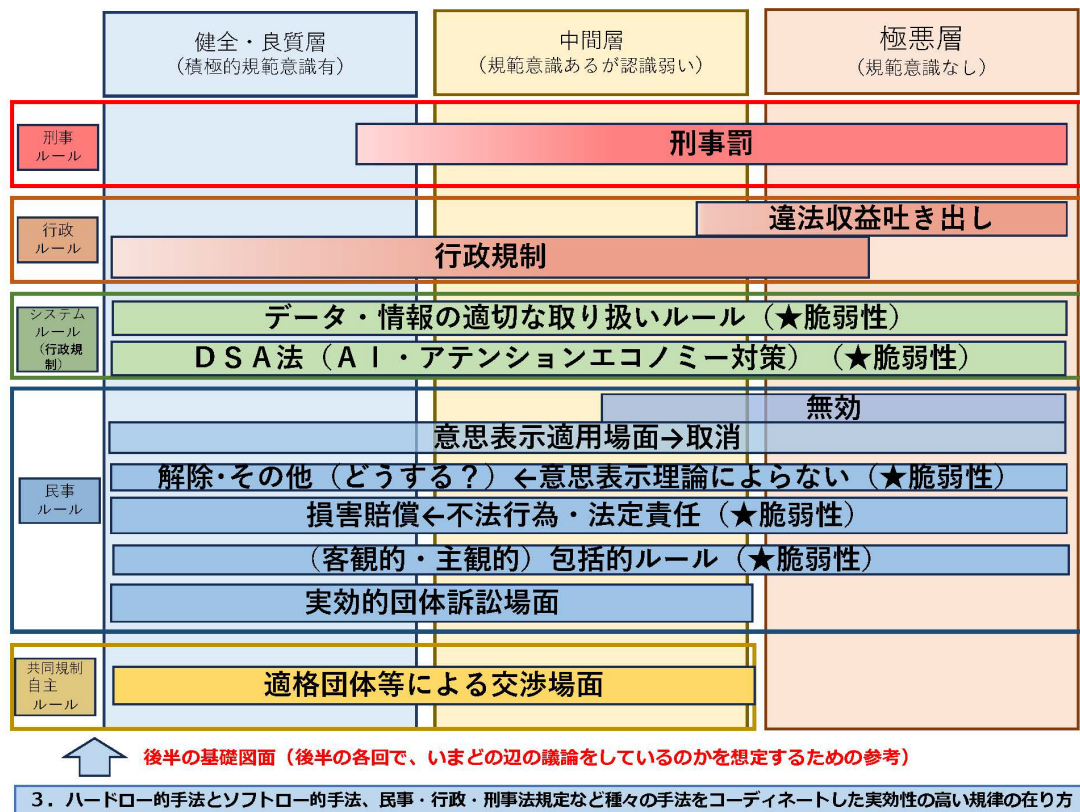 健全・良質層
（積極的規範意識有）
中間層
（規範意識あるが認識弱い）
極悪層
（規範意識なし）
刑事
ルール
刑事罰
行政
ルール
違法収益吐き出し
行政規制
システム
ルール
（行政規
制）
データ・情報の適切な取り扱いルール（★脆弱性）
ＤＳＡ法（ＡＩ・アテンションエコノミー対策）（★脆弱性）
民事
ルール
無効
意思表示適用場面→取消
解除･その他（どうする？）←意思表示理論によらない（★脆弱性）
損害賠償←不法行為・法定責任（★脆弱性）
（客観的・主観的）包括的ルール（★脆弱性）
実効的団体訴訟場面
共同規制
自主
ルール
適格団体等による交渉場面
後半の基礎図面（後半の各回で、いまどの辺の議論をしているのかを想定するための参考）
３．ハードロー的手法とソフトロー的手法、民事・行政・刑事法規定など種々の手法をコーディネートした実効性の高い規律の在り方